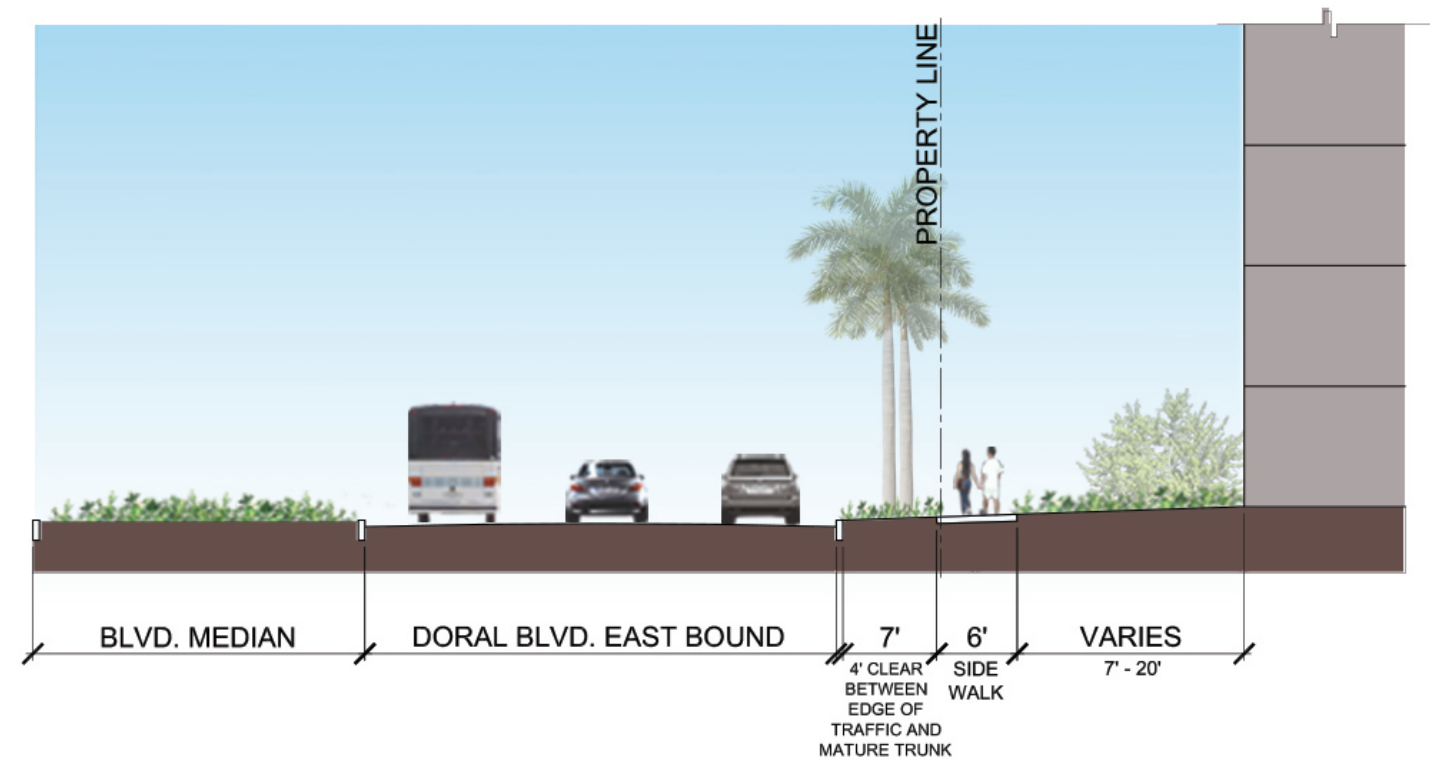 PROPERTY LINE
BLVD. MEDIAN
DORAL BLVD. EAST BOUND
7'
4' CLEAR
BETWEEN
EDGE OF
TRAFFIC AND
MATURE TRUNK
6'
SIDE
WALK
VARIES
7' - 20'